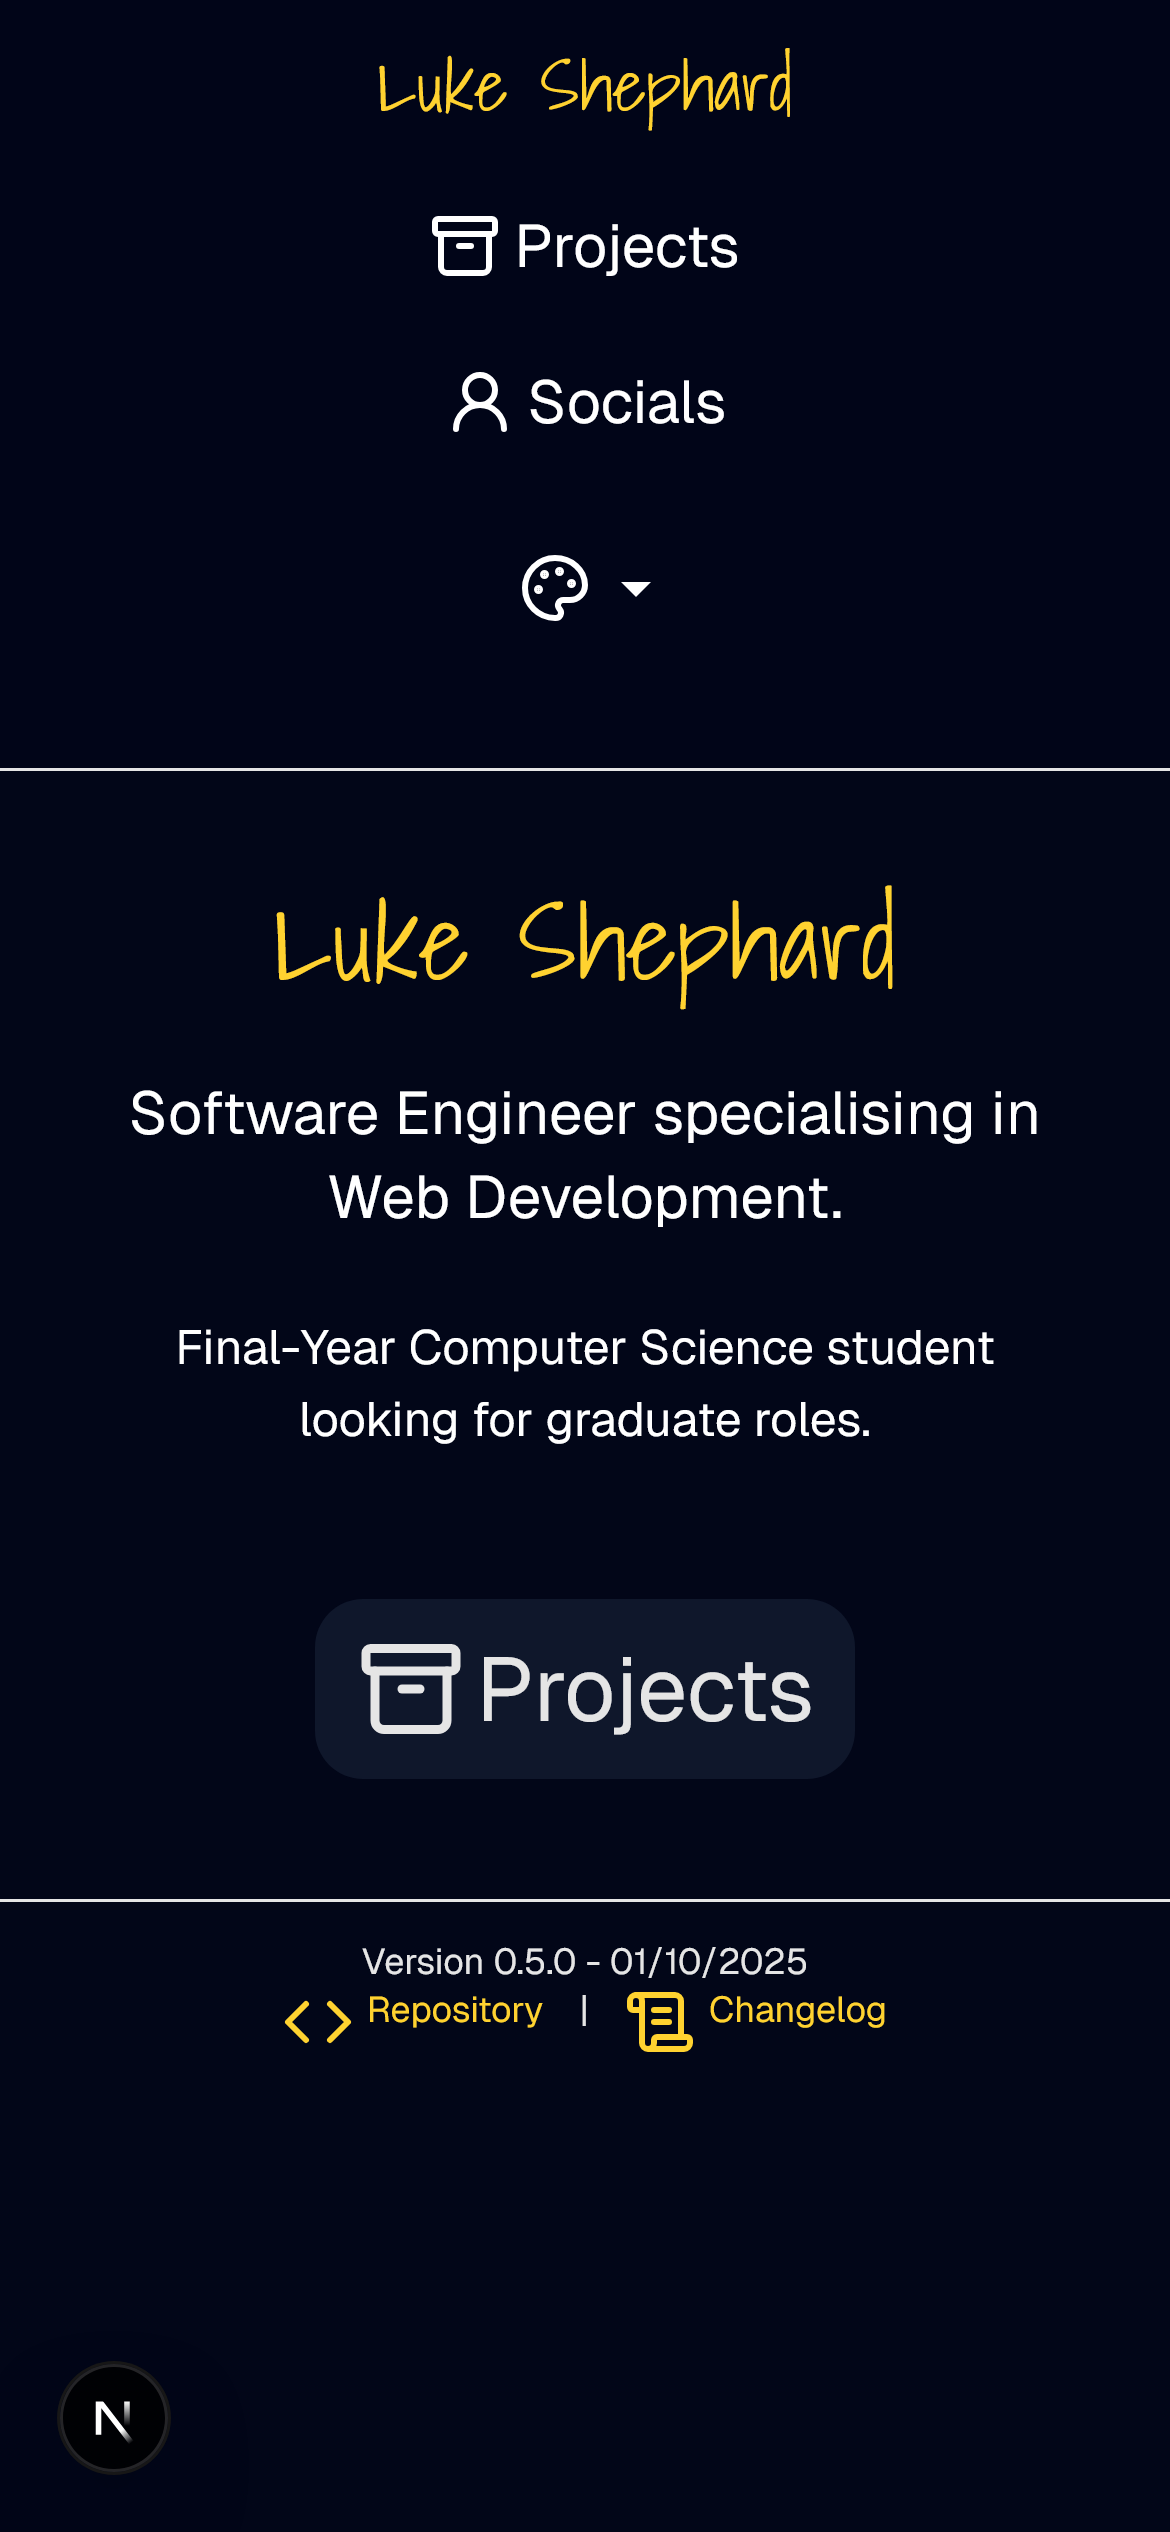 Luke Shephard
Projects
Socials
Luke Shephard
Software Engineer specialising in
Web Development.
Final-Year Computer Science student
looking for graduate roles.
Projects
Version 0.5.0 - 01/10/2025
Repository | Changelog
N